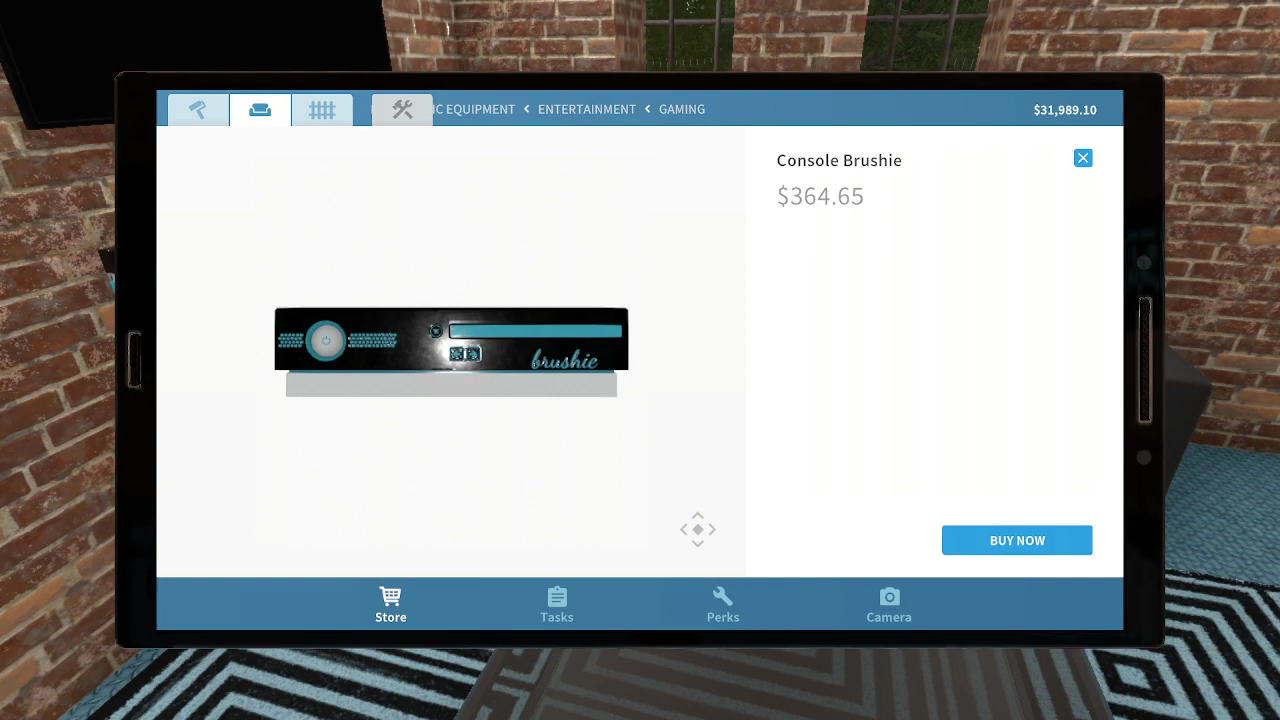 IC EQUIPMENT < ENTERTAINMENT < GAMING
$31,989.10
Console Brushie
$364.65
brushie
BUY NOW
Store
Tasks
Perks
Camera